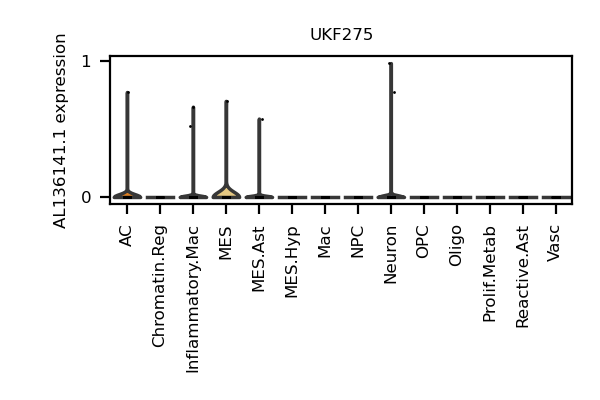 UKF275
AL136141.1 expression
1
0
AC
Chromatin.Reg
Inflammatory.Mac
MES
MES.Ast
MES.Hyp
Mac
NPC
Neuron
OPC
Oligo
Prolif.Metab
Reactive.Ast
Vasc